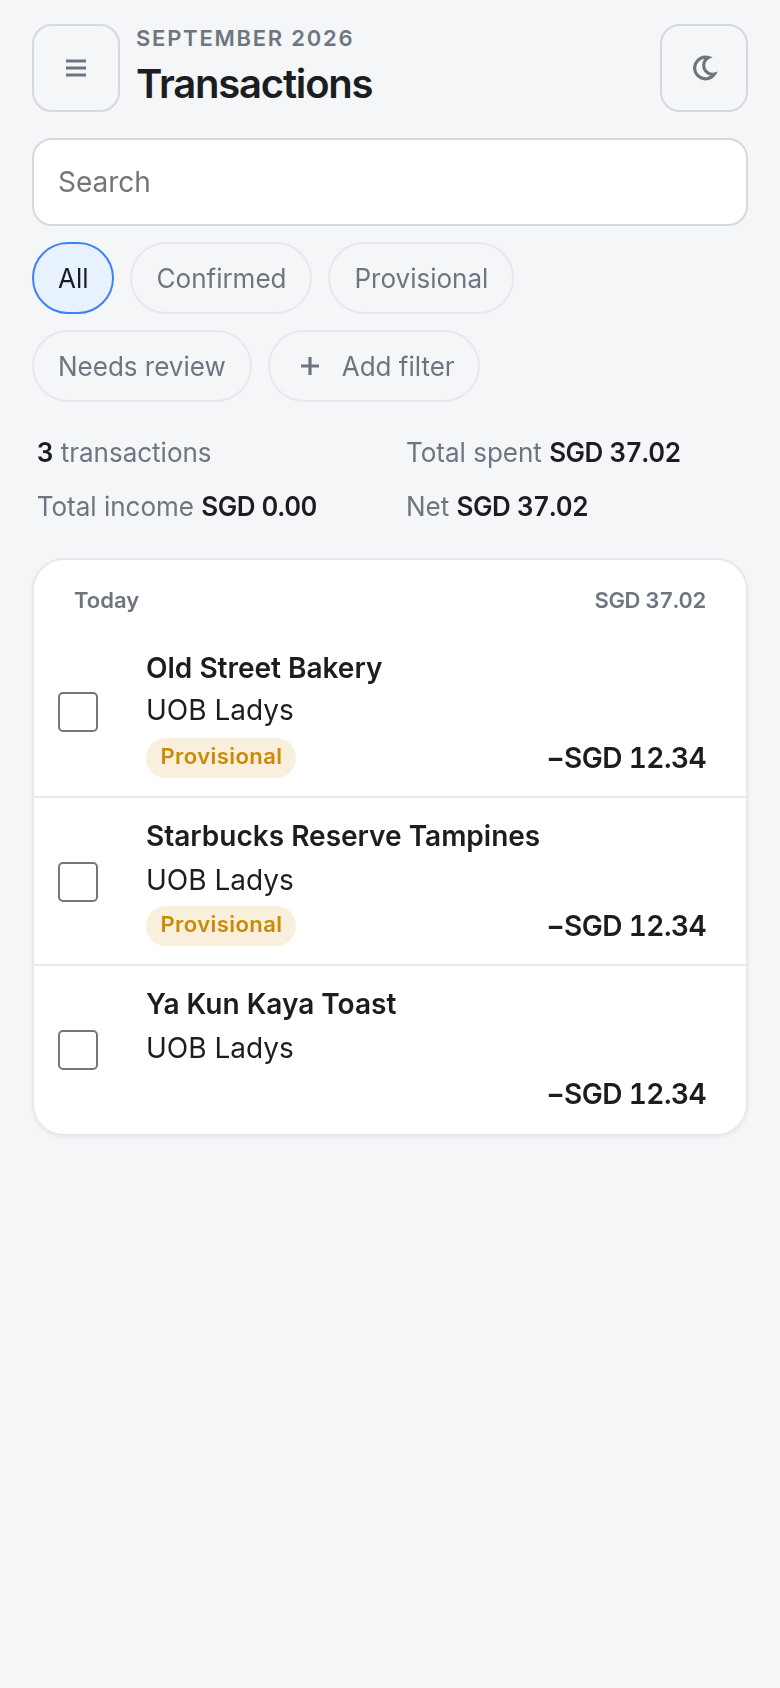 SEPTEMBER 2026
Transactions
Search
All Confirmed Provisional
Needs review + Add filter
3 transactions Total spent SGD 37.02
Total income SGD 0.00 Net SGD 37.02
Today SGD 37.02
Old Street Bakery
UOB Ladys
Provisional –SGD 12.34
Starbucks Reserve Tampines
UOB Ladys
Provisional –SGD 12.34
Ya Kun Kaya Toast
UOB Ladys
–SGD 12.34